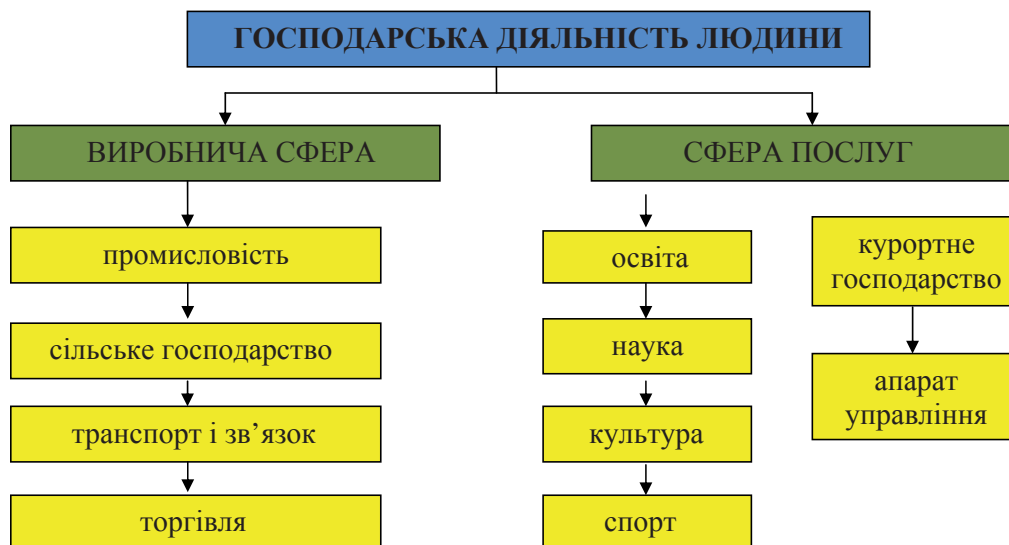 ГОСПОДАРСЬКА ДІЯЛЬНІСТЬ ЛЮДИНИ
ВИРОБНИЧА СФЕРА
промисловість
сільське господарство
транспорт і зв’язок
торгівля
СФЕРА ПОСЛУГ
освіта
наука
культура
спорт
курортне
господарство
апарат
управління